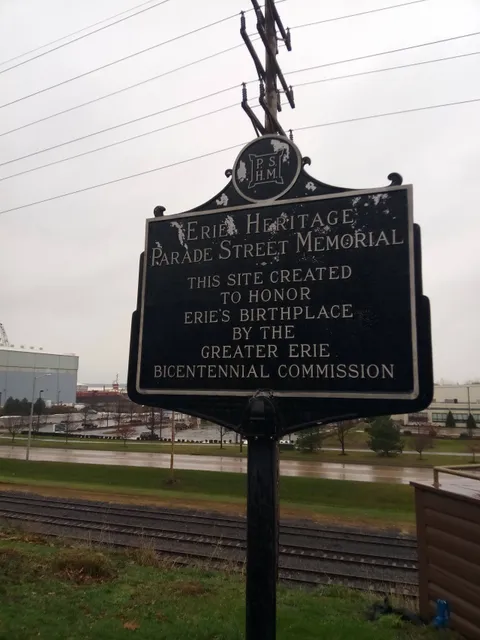 P.S.
H.M.
ERIE HERITAGE
PARADE STREET MEMORIAL
THIS SITE CREATED
TO HONOR
ERIE'S BIRTHPLACE
BY THE
GREATER ERIE
BICENTENNIAL COMMISSION